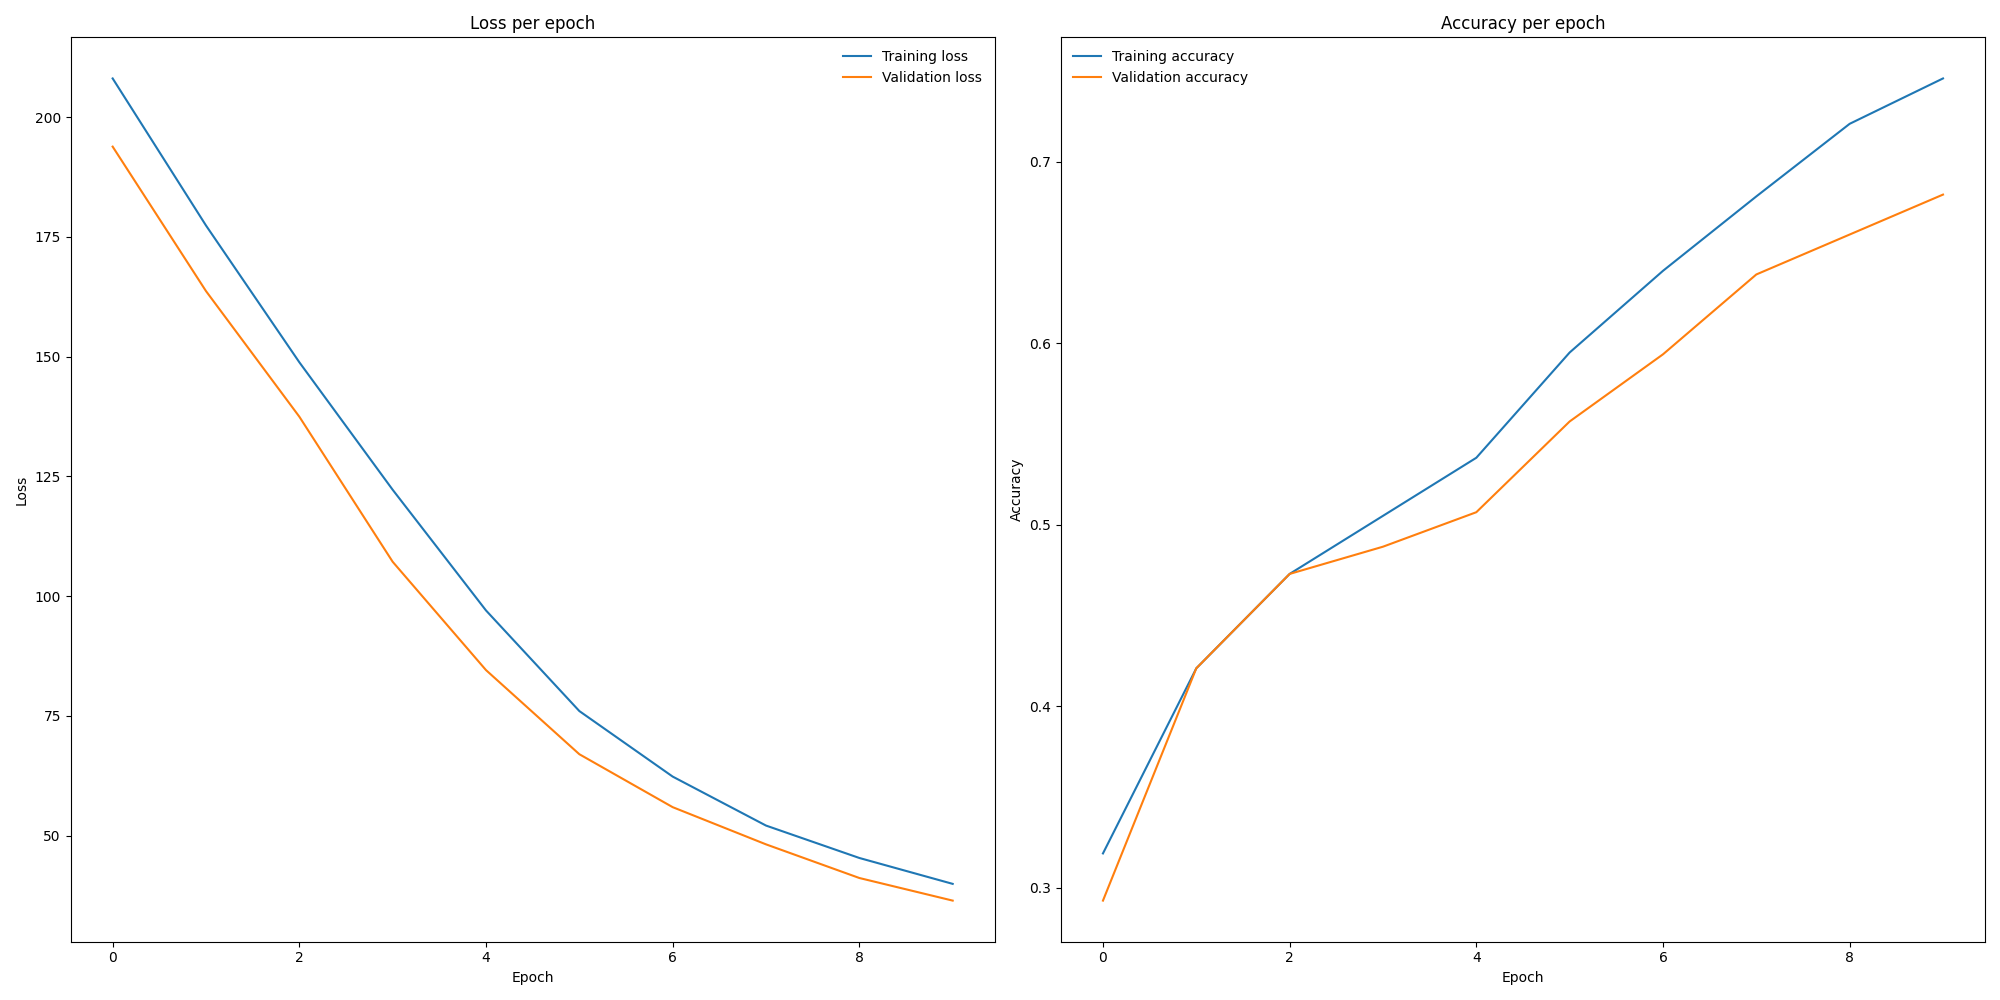 Loss per epoch
Training loss
Validation loss
200
175
150
125
100
75
50
Loss
0 2 4 6 8
Epoch
Accuracy per epoch
Training accuracy
Validation accuracy
0.7
0.6
0.5
0.4
0.3
Accuracy
0 2 4 6 8
Epoch